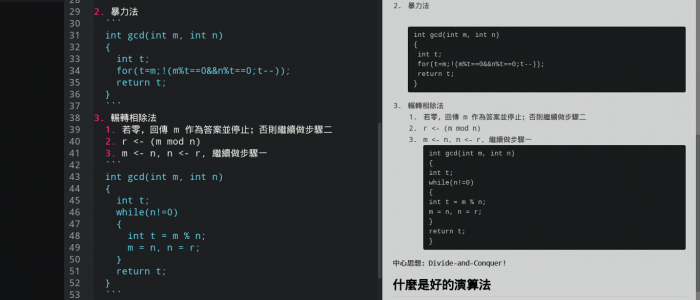 28
29 2. 暴力法
30 ```
31 int gcd(int m, int n)
32 {
33 int t;
34 for(t=m;!(m%t==0&&n%t==0;t--));
35 return t;
36 }
37 ```
38 3. 輾轉相除法
39 1. 若零，回傳 m 作為答案並停止；否則繼續做步驟二
40 2. r <- (m mod n)
41 3. m <- n, n <- r, 繼續做步驟一
42 ```
43 int gcd(int m, int n)
44 {
45 int t;
46 while(n!=0)
47 {
48 int t = m % n;
49 m = n, n = r;
50 }
51 return t;
52 }
53 ```
2. 暴力法
int gcd(int m, int n)
{
int t;
for(t=m;!(m%t==0&&n%t==0;t--));
return t;
}
3. 輾轉相除法
1. 若零，回傳 m 作為答案並停止；否則繼續做步驟二
2. r <- (m mod n)
3. m <- n, n <- r, 繼續做步驟一
int gcd(int m, int n)
{
int t;
while(n!=0)
{
int t = m % n;
m = n, n = r;
}
return t;
}
中心思想：Divide-and-Conquer!
什麼是好的演算法